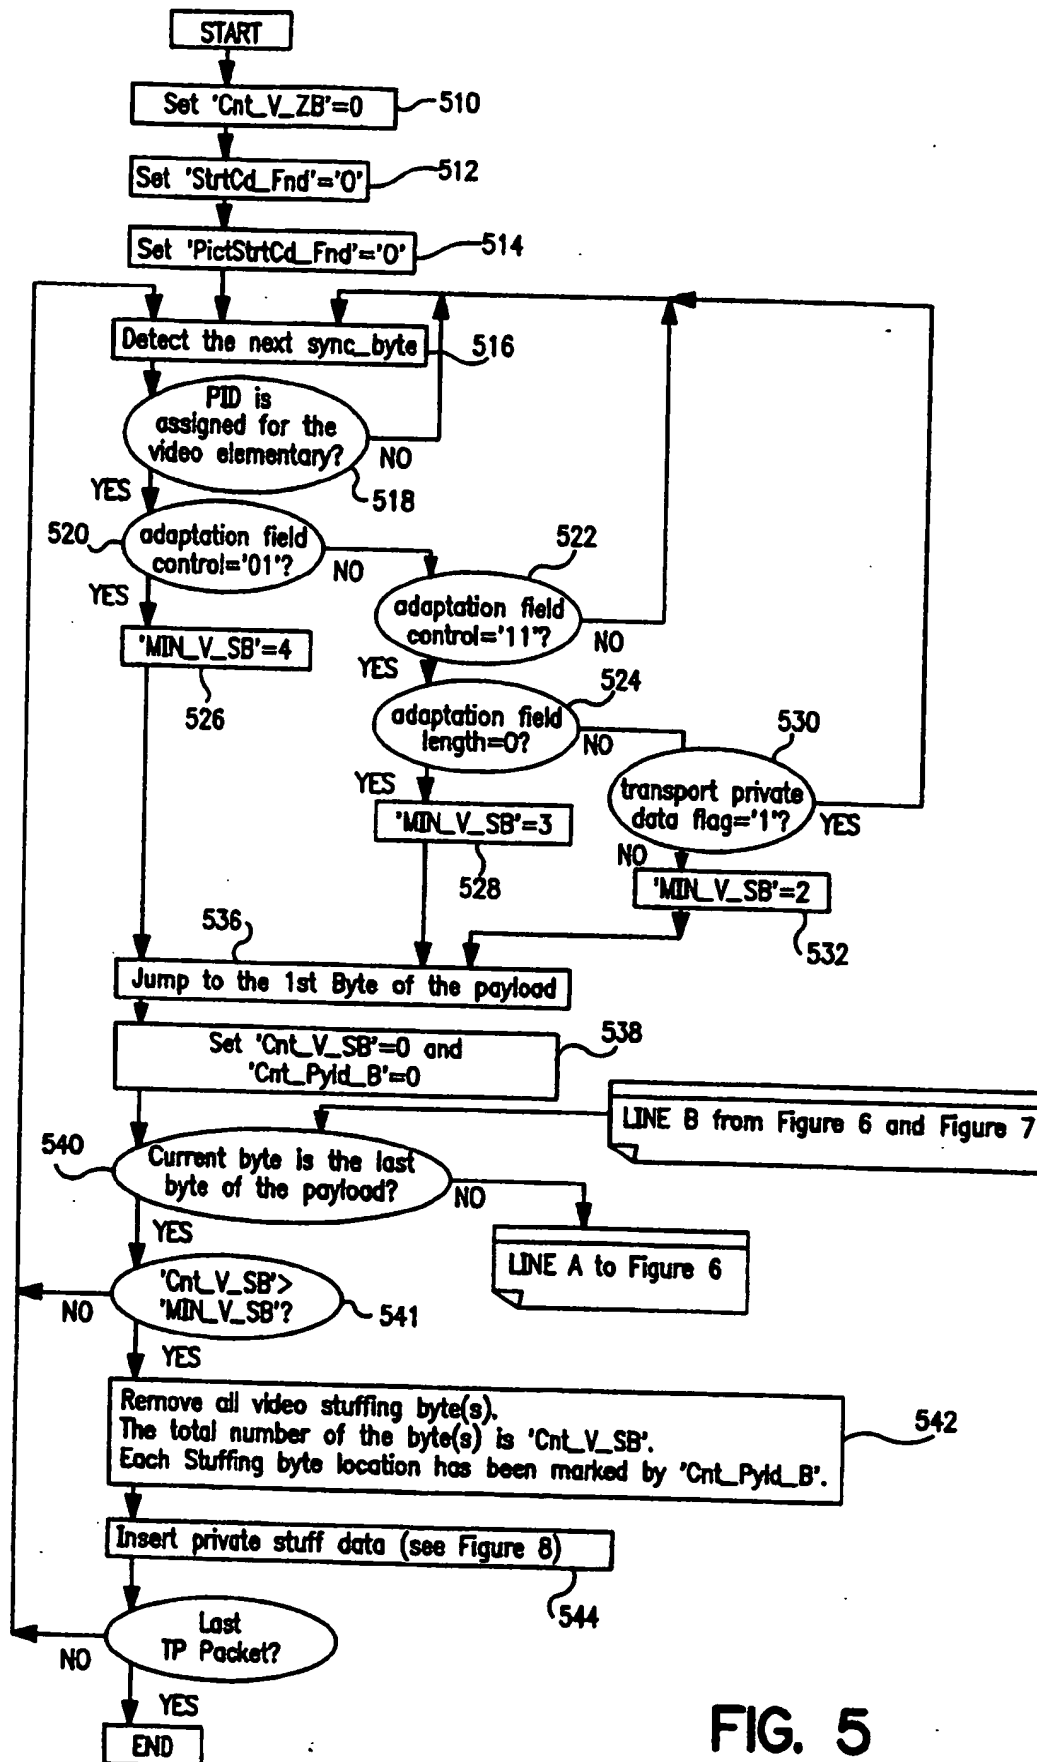 START
Set 'Cnt_V_ZB'=0
510
Set 'StrtCd_Fnd'='0'
512
Set 'PictStrtCd_Fnd'='0'
514
Detect the next sync_byte
516
PID is
assigned for the
video elementary?
NO
518
YES
520
adaptation field
control='01'?
NO
522
YES
adaptation field
control='11'?
NO
'MIN_V_SB'=4
YES
526
524
adaptation field
length=0?
NO
530
YES
transport private
data flag='1'?
YES
'MIN_V_SB'=3
NO
528
'MIN_V_SB'=2
532
536
Jump to the 1st Byte of the payload
Set 'Cnt_V_SB'=0 and
'Cnt_Pyld_B'=0
538
LINE B from Figure 6 and Figure 7
540
Current byte is the last
byte of the payload?
NO
YES
LINE A to Figure 6
'Cnt_V_SB'>
'MIN_V_SB'?
NO
541
YES
Remove all video stuffing byte(s).
The total number of the byte(s) is 'Cnt_V_SB'.
Each Stuffing byte location has been marked by 'Cnt_Pyld_B'.
542
Insert private stuff data (see Figure 8)
544
Last
TP Packet?
NO
YES
END
FIG. 5